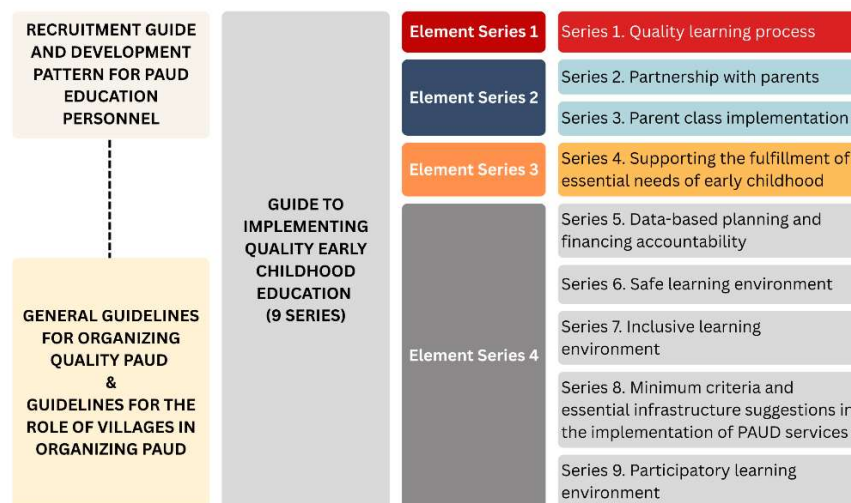 RECRUITMENT GUIDE
AND DEVELOPMENT
PATTERN FOR PAUD
EDUCATION
PERSONNEL
GENERAL GUIDELINES
FOR ORGANIZING
QUALITY PAUD
&
GUIDELINES FOR THE
ROLE OF VILLAGES IN
ORGANIZING PAUD
GUIDE TO
IMPLEMENTING
QUALITY EARLY
CHILDHOOD
EDUCATION
(9 SERIES)
Element Series 1
Series 1. Quality learning process
Element Series 2
Series 2. Partnership with parents
Series 3. Parent class implementation
Element Series 3
Series 4. Supporting the fulfillment of
essential needs of early childhood
Element Series 4
Series 5. Data-based planning and
financing accountability
Series 6. Safe learning environment
Series 7. Inclusive learning
environment
Series 8. Minimum criteria and
essential infrastructure suggestions in
the implementation of PAUD services
Series 9. Participatory learning
environment